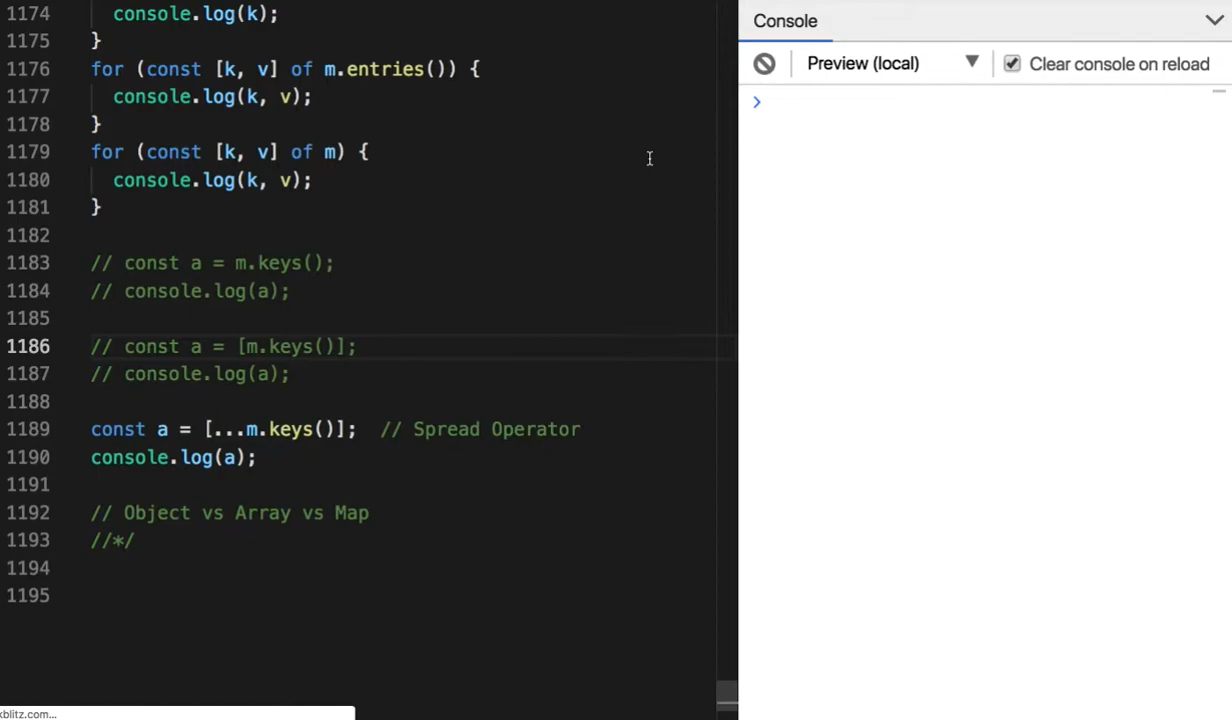 1174 console.log(k);
1175 }
1176 for (const [k, v] of m.entries()) {
1177 console.log(k, v);
1178 }
1179 for (const [k, v] of m) {
1180 console.log(k, v);
1181 }
1182
1183 // const a = m.keys();
1184 // console.log(a);
1185
1186 // const a = [m.keys()];
1187 // console.log(a);
1188
1189 const a = [...m.keys()]; // Spread Operator
1190 console.log(a);
1191
1192 // Object vs Array vs Map
1193 //*/
1194
1195
kblitz.com...
Console
Preview (local) ▼ Clear console on reload
>